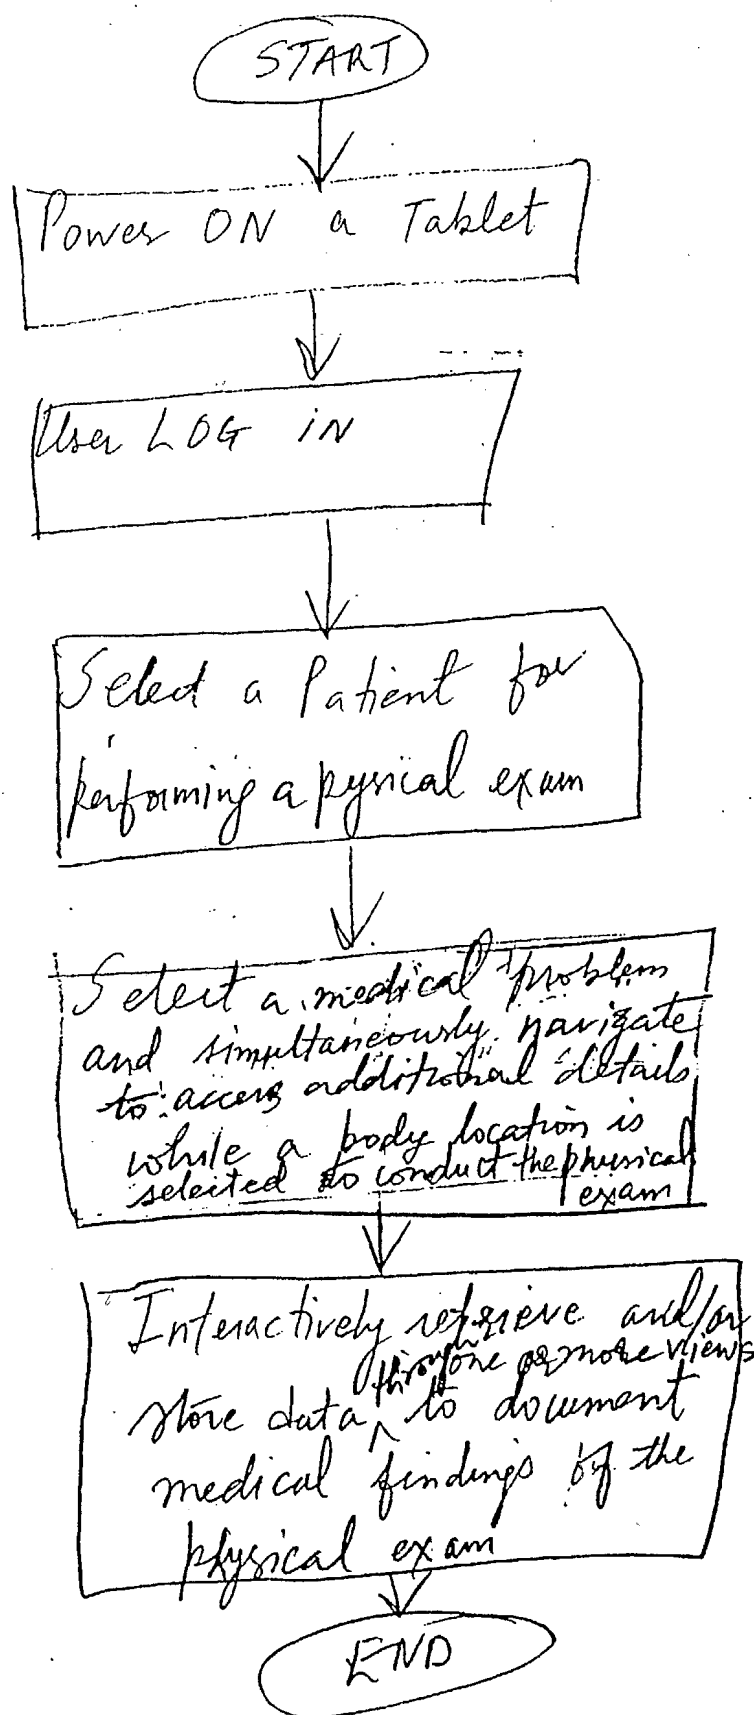 START
Power ON a Tablet
User LOG iN
Select a Patient for
performing a pysical exam
Select a medical problem
and simultaneously navigate
to access additional details
while a body location is
selected to conduct the physical
exam
Interactively retrieve and/or
through one or more views
store data ^ to document
medical findings of the
physical exam
END